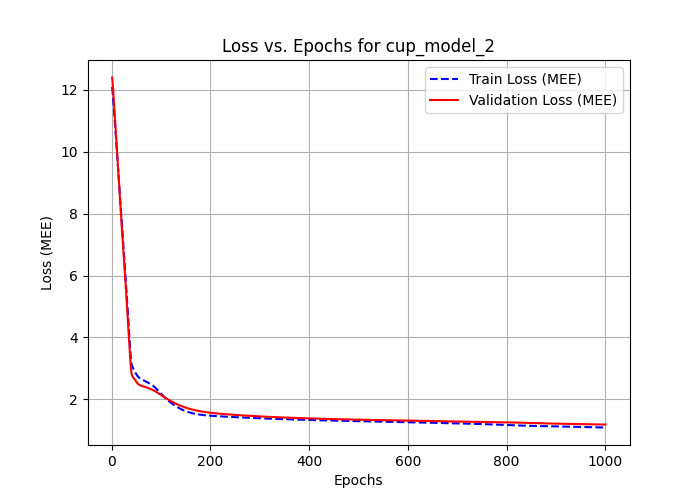 Loss vs. Epochs for cup_model_2
Train Loss (MEE)
Validation Loss (MEE)
Loss (MEE)
12
10
8
6
4
2
0
200
400
600
800
1000
Epochs